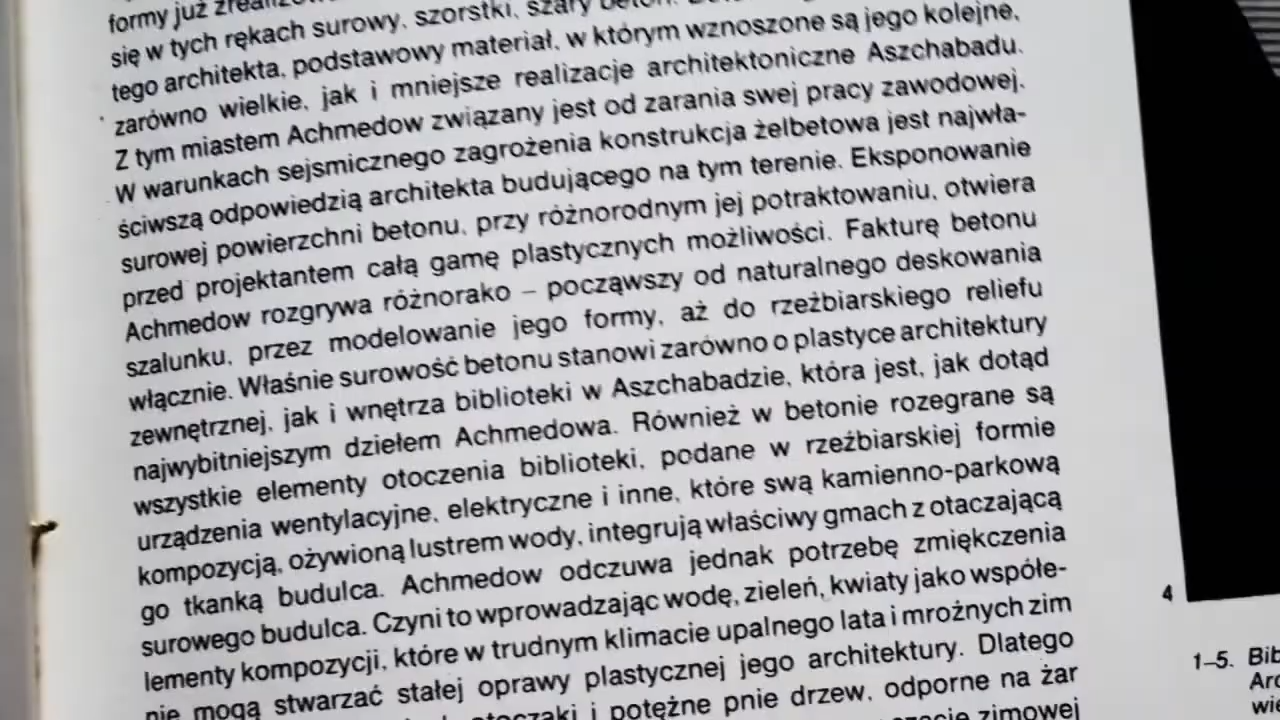 formy już
się w tych rękach surowy, szorstki, szary beton.
tego architekta, podstawowy materiał, w którym wznoszone są jego kolejne,
zarówno wielkie, jak i mniejsze realizacje architektoniczne Aszchabadu.
Z tym miastem Achmedow związany jest od zarania swej pracy zawodowej.
W warunkach sejsmicznego zagrożenia konstrukcja żelbetowa jest najwła-
ściwszą odpowiedzią architekta budującego na tym terenie. Eksponowanie
surowej powierzchni betonu, przy różnorodnym jej potraktowaniu, otwiera
przed projektantem całą gamę plastycznych możliwości. Fakturę betonu
Achmedow rozgrywa różnorako – począwszy od naturalnego deskowania
szalunku, przez modelowanie jego formy, aż do rzeźbiarskiego reliefu
włącznie. Właśnie surowość betonu stanowi zarówno o plastyce architektury
zewnętrznej, jak i wnętrza biblioteki w Aszchabadzie, która jest, jak dotąd
najwybitniejszym dziełem Achmedowa. Również w betonie rozegrane są
wszystkie elementy otoczenia biblioteki, podane w rzeźbiarskiej formie
urządzenia wentylacyjne, elektryczne i inne, które swą kamienno-parkową
kompozycją, ożywioną lustrem wody, integrują właściwy gmach z otaczającą
go tkanką budulca. Achmedow odczuwa jednak potrzebę zmiękczenia
surowego budulca. Czyni to wprowadzając wodę, zieleń, kwiaty jako współe-
lementy kompozycji, które w trudnym klimacie upalnego lata i mroźnych zim
nie mogą stwarzać stałej oprawy plastycznej jego architektury. Dlatego
otoczaki i potężne pnie drzew, odporne na żar
zimowej
4
1–5.